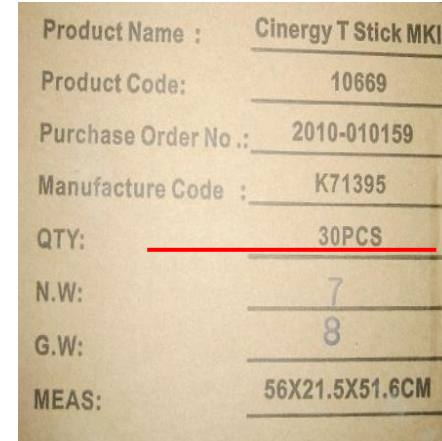 Product Name : Cinergy T Stick MKI
Product Code: 10669
Purchase Order No .: 2010-010159
Manufacture Code : K71395
QTY: 30PCS
N.W: 7
G.W: 8
MEAS: 56X21.5X51.6CM